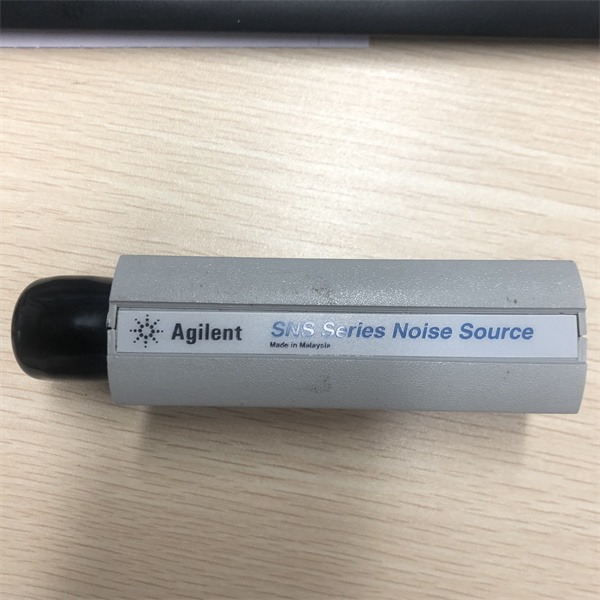 Agilent SNS Series Noise Source
Made in Malaysia